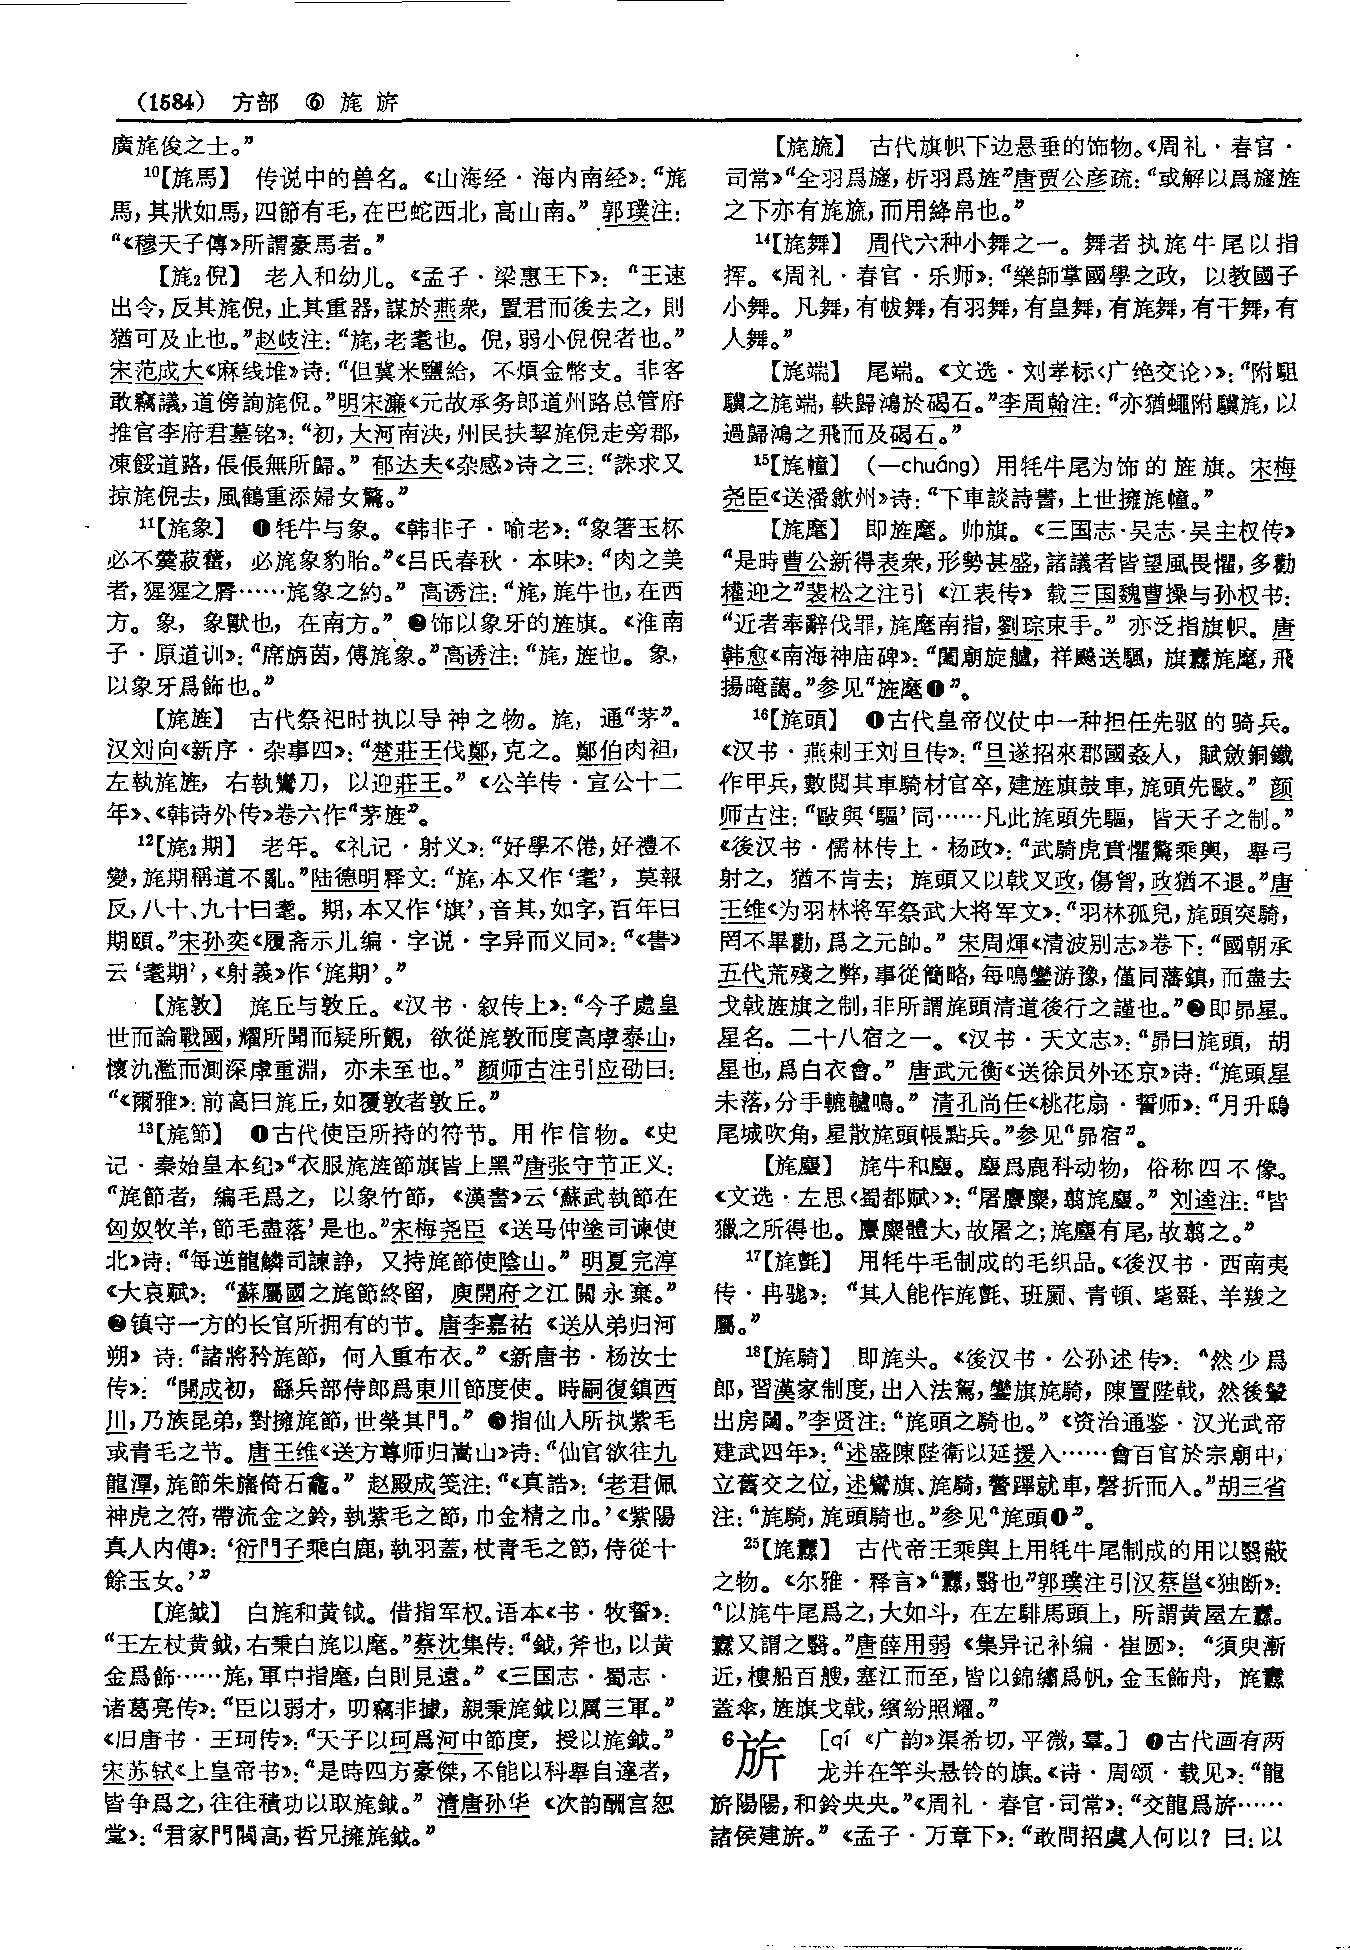 （1584） 方部 ⑥ 旄 旂
廣旄俊之士。”
¹⁰【旄馬】 传说中的兽名。《山海经·海内南经》：“旄
馬，其狀如馬，四節有毛，在巴蛇西北，高山南。” 郭璞注：
“《穆天子傳》所謂豪馬者。”
【旄₂倪】 老人和幼儿。《孟子·梁惠王下》：“王速
出令，反其旄倪，止其重器，謀於燕衆，置君而後去之，則
猶可及止也。”赵岐注：“旄，老耄也。倪，弱小倪倪者也。”
宋范成大《麻线堆》诗：“但冀米鹽給，不煩金幣支。非客
敢竊議，道傍詢旄倪。”明宋濂《元故承务郎道州路总管府
推官李府君墓铭》：“初，大河南決，州民扶挈旄倪走旁郡，
凍餒道路，倀倀無所歸。” 郁达夫《杂感》诗之三：“誅求又
掠旄倪去，風鶴重添婦女驚。”
¹¹【旄象】 ❶牦牛与象。《韩非子·喻老》：“象箸玉杯
必不羹菽藿，必旄象豹胎。”《吕氏春秋·本味》：“肉之美
者，猩猩之脣……旄象之約。” 高诱注：“旄，旄牛也，在西
方。象，象獸也，在南方。” ❷饰以象牙的旌旗。《淮南
子·原道训》：“席旃茵，傅旄象。”高诱注：“旄，旌也。象，
以象牙爲飾也。”
【旄旌】 古代祭祀时执以导神之物。旄，通“茅”。
汉刘向《新序·杂事四》：“楚莊王伐鄭，克之。鄭伯肉袒，
左執旄旌，右執鸞刀，以迎莊王。” 《公羊传·宣公十二
年》、《韩诗外传》卷六作“茅旌”。
¹²【旄₂期】 老年。《礼记·射义》：“好學不倦，好禮不
變，旄期稱道不亂。”陆德明释文：“旄，本又作‘耄’，莫報
反，八十、九十曰耄。期，本又作‘旗’，音其，如字，百年曰
期頤。”宋孙奕《履斋示儿编·字说·字异而义同》：“《書》
云‘耄期’，《射義》作‘旄期’。”
【旄敦】 旄丘与敦丘。《汉书·叙传上》：“今子處皇
世而論戰國，耀所聞而疑所覿，欲從旄敦而度高虖泰山，
懷氿濫而測深虖重淵，亦未至也。” 颜师古注引应劭曰：
“《爾雅》：前高曰旄丘，如覆敦者敦丘。”
¹³【旄節】 ❶古代使臣所持的符节。用作信物。《史
记·秦始皇本纪》“衣服旄旌節旗皆上黑”唐张守节正义：
“旄節者，編毛爲之，以象竹節，《漢書》云‘蘇武執節在
匈奴牧羊，節毛盡落’是也。”宋梅尧臣《送马仲塗司谏使
北》诗：“每逆龍鱗司諫諍，又持旄節使陰山。” 明夏完淳
《大哀赋》：“蘇屬國之旄節終留，庾開府之江關永棄。”
❷镇守一方的长官所拥有的节。唐李嘉祐《送从弟归河
朔》诗：“諸將矜旄節，何人重布衣。” 《新唐书·杨汝士
传》：“開成初，繇兵部侍郎爲東川節度使。時嗣復鎮西
川，乃族昆弟，對擁旄節，世榮其門。” ❸指仙人所执紫毛
或青毛之节。唐王维《送方尊师归嵩山》诗：“仙官欲往九
龍潭，旄節朱旛倚石龕。” 赵殿成笺注：“《真誥》：‘老君佩
神虎之符，帶流金之鈴，執紫毛之節，巾金精之巾。’《紫陽
真人内傳》：‘衍門子乘白鹿，執羽蓋，杖青毛之節，侍從十
餘玉女。’”
【旄鉞】 白旄和黄钺。借指军权。语本《书·牧誓》：
“王左杖黄鉞，右秉白旄以麾。”蔡沈集传：“鉞，斧也，以黄
金爲飾……旄，軍中指麾，白則見遠。” 《三国志·蜀志·
诸葛亮传》：“臣以弱才，叨竊非據，親秉旄鉞以厲三軍。”
《旧唐书·王珂传》：“天子以珂爲河中節度，授以旄鉞。”
宋苏轼《上皇帝书》：“是時四方豪傑，不能以科舉自達者，
皆争爲之，往往積功以取旄鉞。” 清唐孙华《次韵酬言恕
堂》：“君家門閥高，哲兄擁旄鉞。”
【旄旒】 古代旗帜下边悬垂的饰物。《周礼·春官·
司常》“全羽爲旞，析羽爲旌”唐贾公彦疏：“或解以爲旞旌
之下亦有旄旒，而用絳帛也。”
¹⁴【旄舞】 周代六种小舞之一。舞者执旄牛尾以指
挥。《周礼·春官·乐师》：“樂師掌國學之政，以教國子
小舞。凡舞，有帗舞，有羽舞，有皇舞，有旄舞，有干舞，有
人舞。”
【旄端】 尾端。《文选·刘孝标〈广绝交论〉》：“附駔
驥之旄端，軼歸鴻於碣石。”李周翰注：“亦猶蠅附驥旄，以
過歸鴻之飛而及碣石。”
¹⁵【旄幢】 （—chuáng）用牦牛尾为饰的旌旗。宋梅
尧臣《送潘歙州》诗：“下車談詩書，上世擁旄幢。”
【旄麾】 即旌麾。帅旗。《三国志·吴志·吴主权传》
“是時曹公新得表衆，形勢甚盛，諸議者皆望風畏懼，多勸
權迎之”裴松之注引《江表传》载三国魏曹操与孙权书：
“近者奉辭伐罪，旄麾南指，劉琮束手。” 亦泛指旗帜。唐
韩愈《南海神庙碑》：“闔廟旋艫，祥飈送驅，旗纛旄麾，飛
揚晻藹。”参见“旌麾❶”。
¹⁶【旄頭】 ❶古代皇帝仪仗中一种担任先驱的骑兵。
《汉书·燕剌王刘旦传》：“旦遂招來郡國姦人，賦斂銅鐵
作甲兵，數閲其車騎材官卒，建旌旗鼓車，旄頭先敺。” 颜
师古注：“敺與‘驅’同……凡此旄頭先驅，皆天子之制。”
《後汉书·儒林传上·杨政》：“武騎虎賁懼驚乘輿，舉弓
射之，猶不肯去；旄頭又以戟叉政，傷胷，政猶不退。”唐
王维《为羽林将军祭武大将军文》：“羽林孤兒，旄頭突騎，
罔不畢勸，爲之元帥。” 宋周煇《清波别志》卷下：“國朝承
五代荒殘之弊，事從簡略，每鳴鑾游豫，僅同藩鎮，而盡去
戈戟旌旗之制，非所謂旄頭清道後行之謹也。”❷即昴星。
星名。二十八宿之一。《汉书·天文志》：“昴曰旄頭，胡
星也，爲白衣會。” 唐武元衡《送徐员外还京》诗：“旄頭星
未落，分手轆轤鳴。” 清孔尚任《桃花扇·誓师》：“月升鴟
尾城吹角，星散旄頭帳點兵。”参见“昴宿”。
【旄麈】 旄牛和麈。麈爲鹿科动物，俗称四不像。
《文选·左思〈蜀都赋〉》：“屠麖麋，翦旄麈。” 刘逵注：“皆
獵之所得也。麖麋體大，故屠之；旄麈有尾，故翦之。”
¹⁷【旄氈】 用牦牛毛制成的毛织品。《後汉书·西南夷
传·冉駹》：“其人能作旄氈、班罽、青頓、毞毲、羊羧之
屬。”
¹⁸【旄騎】 即旄头。《後汉书·公孙述传》：“然少爲
郎，習漢家制度，出入法駕，鑾旗旄騎，陳置陛戟，然後輦
出房闥。”李贤注：“旄頭之騎也。” 《资治通鉴·汉光武帝
建武四年》：“述盛陳陛衛以延援入……會百官於宗廟中，
立舊交之位，述鸞旗、旄騎，警蹕就車，磬折而入。”胡三省
注：“旄騎，旄頭騎也。”参见“旄頭❶”。
²⁵【旄纛】 古代帝王乘舆上用牦牛尾制成的用以翳蔽
之物。《尔雅·释言》“纛，翳也”郭璞注引汉蔡邕《独断》：
“以旄牛尾爲之，大如斗，在左騑馬頭上，所謂黄屋左纛。
纛又謂之翳。”唐薛用弱《集异记补编·崔圆》：“須臾漸
近，樓船百艘，塞江而至，皆以錦繡爲帆，金玉飾舟，旄纛
蓋傘，旌旗戈戟，繽紛照耀。”
⁶旂 ［qí 《广韵》渠希切，平微，羣。］ ❶古代画有两
龙并在竿头悬铃的旗。《诗·周颂·载见》：“龍
旂陽陽，和鈴央央。”《周礼·春官·司常》：“交龍爲旂……
諸侯建旂。” 《孟子·万章下》：“敢問招虞人何以？曰：以